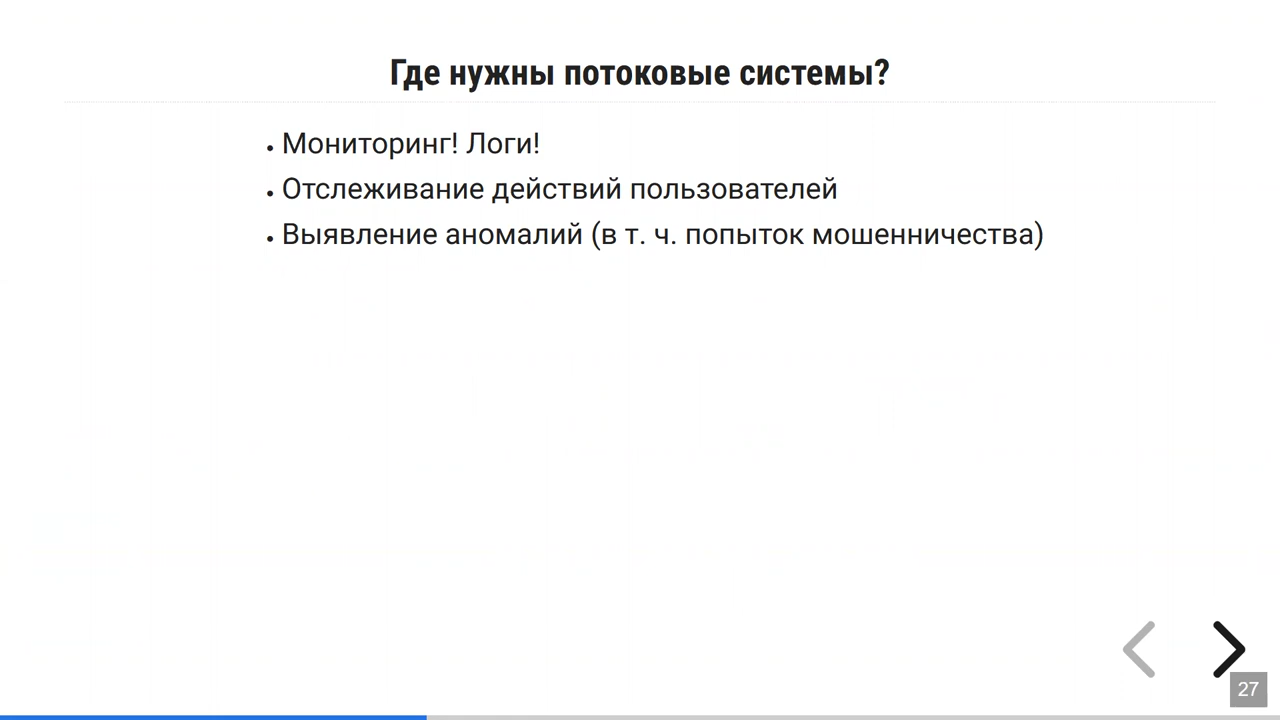 Где нужны потоковые системы?
• Мониторинг! Логи!
• Отслеживание действий пользователей
• Выявление аномалий (в т. ч. попыток мошенничества)
27